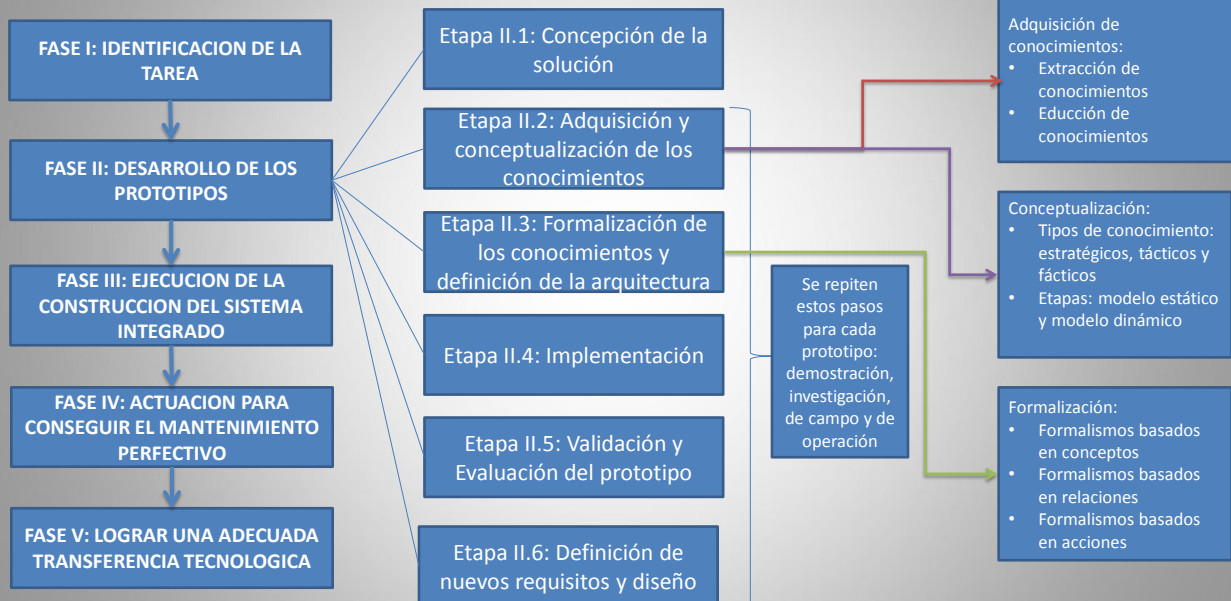 FASE I: IDENTIFICACION DE LA
TAREA
FASE II: DESARROLLO DE LOS
PROTOTIPOS
FASE III: EJECUCION DE LA
CONSTRUCCION DEL SISTEMA
INTEGRADO
FASE IV: ACTUACION PARA
CONSEGUIR EL MANTENIMIENTO
PERFECTIVO
FASE V: LOGRAR UNA ADECUADA
TRANSFERENCIA TECNOLOGICA
Etapa II.1: Concepción de la
solución
Etapa II.2: Adquisición y
conceptualización de los
conocimientos
Etapa II.3: Formalización de
los conocimientos y
definición de la arquitectura
Etapa II.4: Implementación
Etapa II.5: Validación y
Evaluación del prototipo
Etapa II.6: Definición de
nuevos requisitos y diseño
Se repiten
estos pasos
para cada
prototipo:
demostración,
investigación,
de campo y de
operación
Adquisición de
conocimientos:
• Extracción de
conocimientos
• Educción de
conocimientos
Conceptualización:
• Tipos de conocimiento:
estratégicos, tácticos y
fácticos
• Etapas: modelo estático
y modelo dinámico
Formalización:
• Formalismos basados
en conceptos
• Formalismos basados
en relaciones
• Formalismos basados
en acciones